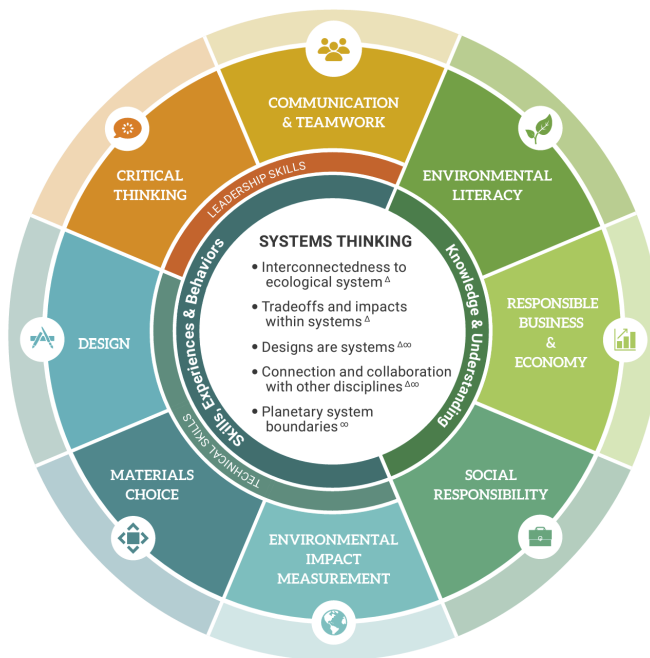 COMMUNICATION
& TEAMWORK
ENVIRONMENTAL
LITERACY
RESPONSIBLE
BUSINESS
&
ECONOMY
SOCIAL
RESPONSIBILITY
ENVIRONMENTAL
IMPACT
MEASUREMENT
MATERIALS
CHOICE
DESIGN
CRITICAL
THINKING
LEADERSHIP SKILLS
TECHNICAL SKILLS
Skills, Experiences & Behaviors
Knowledge & Understanding
SYSTEMS THINKING
• Interconnectedness to
ecological system Δ
• Tradeoffs and impacts
within systems Δ
• Designs are systems Δ∞
• Connection and collaboration
with other disciplines Δ∞
• Planetary system
boundaries ∞